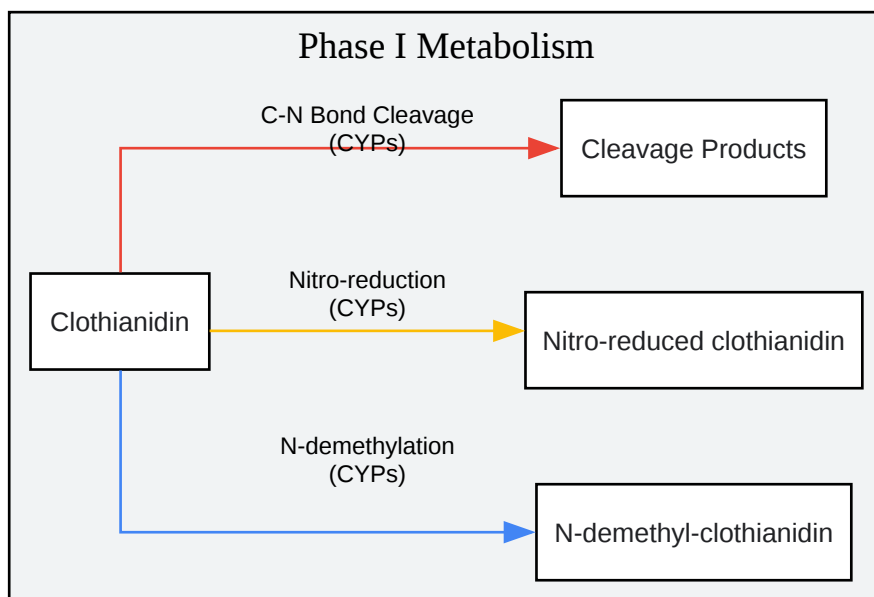 Phase I Metabolism
C-N Bond Cleavage
(CYPs)
Cleavage Products
Nitro-reduction
(CYPs)
Clothianidin
Nitro-reduced clothianidin
N-demethylation
(CYPs)
N-demethyl-clothianidin